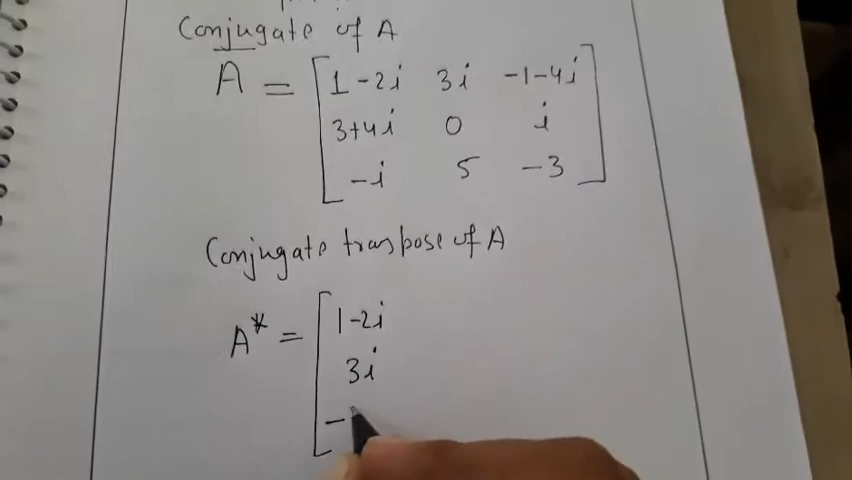 Conjugate of A
A = [1-2i 3i -1-4i
3+4i 0 i
-i 5 -3]
Conjugate transpose of A
A* = [1-2i
3i
-